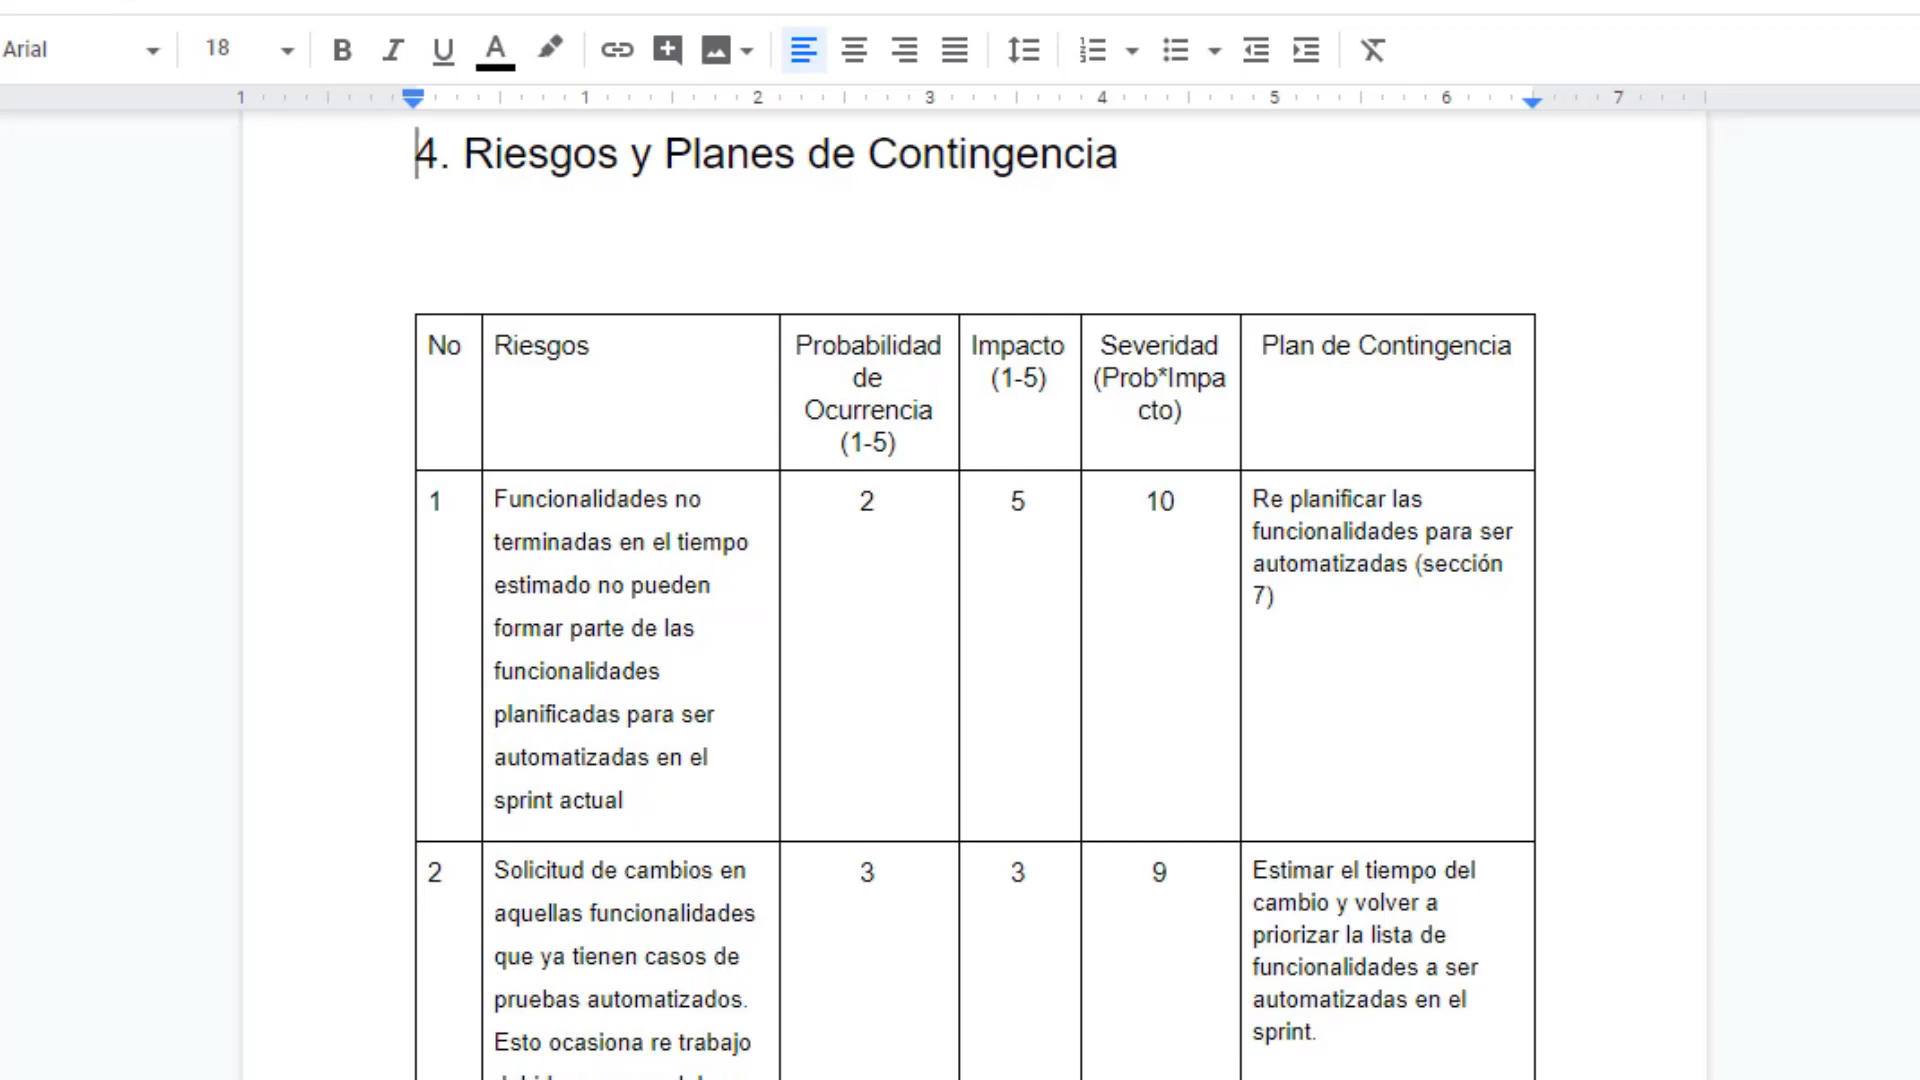 Arial
18
B
I
U
A
1
1
2
3
4
5
6
7
4. Riesgos y Planes de Contingencia
No
Riesgos
Probabilidad
de
Ocurrencia
(1-5)
Impacto
(1-5)
Severidad
(Prob*Impa
cto)
Plan de Contingencia
1
Funcionalidades no
terminadas en el tiempo
estimado no pueden
formar parte de las
funcionalidades
planificadas para ser
automatizadas en el
sprint actual
2
5
10
Re planificar las
funcionalidades para ser
automatizadas (sección
7)
2
Solicitud de cambios en
aquellas funcionalidades
que ya tienen casos de
pruebas automatizados.
Esto ocasiona re trabajo
3
3
9
Estimar el tiempo del
cambio y volver a
priorizar la lista de
funcionalidades a ser
automatizadas en el
sprint.